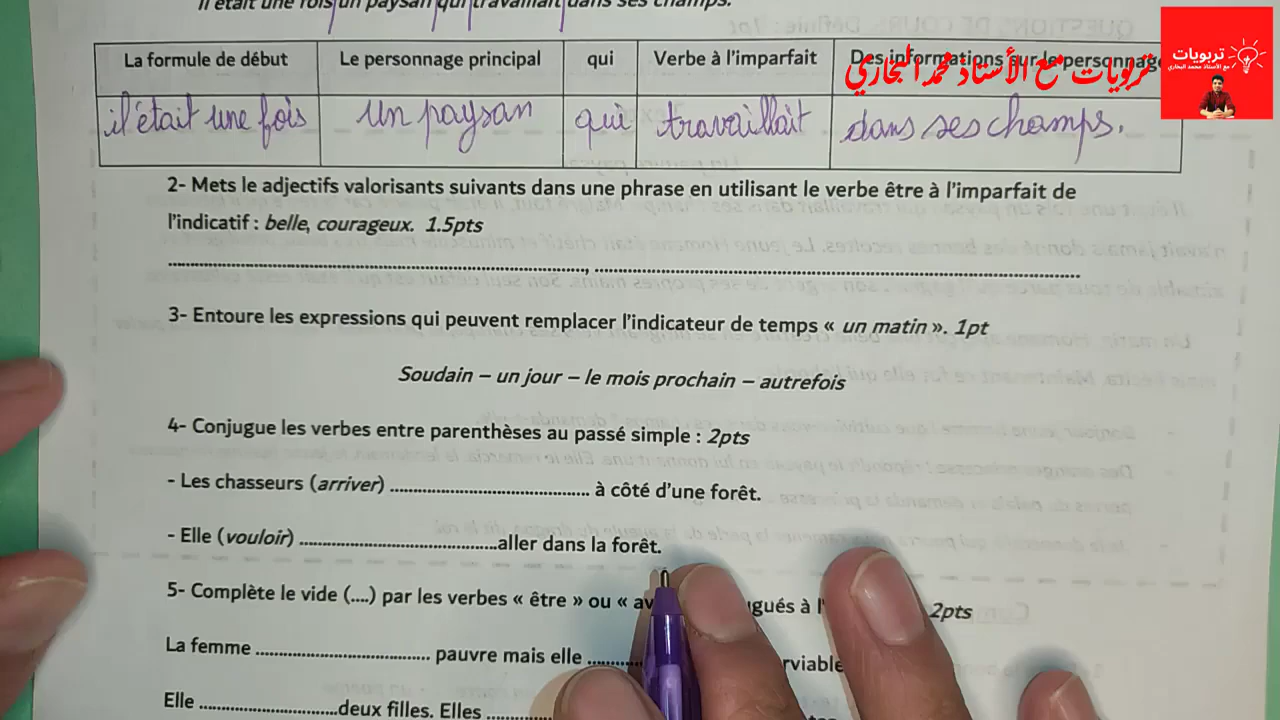 Il était une fois un paysan qui travaillait dans ses champs.
La formule de début Le personnage principal qui Verbe à l'imparfait Des informations sur le personnage
il était une fois un paysan qui travaillait dans ses champs.
تربويات مع الأستاذ محمد البخاري
تربويات
مع الأستاذ محمد البخاري
2- Mets le adjectifs valorisants suivants dans une phrase en utilisant le verbe être à l'imparfait de
l'indicatif : belle, courageux. 1.5pts
3- Entoure les expressions qui peuvent remplacer l'indicateur de temps « un matin ». 1pt
Soudain – un jour – le mois prochain – autrefois
4- Conjugue les verbes entre parenthèses au passé simple : 2pts
- Les chasseurs (arriver) ........................................ à côté d'une forêt.
- Elle (vouloir) ........................................aller dans la forêt.
5- Complète le vide (....) par les verbes « être » ou « av gués à l' 2pts
La femme ................................... pauvre mais elle ........... rviable
Elle ............................deux filles. Elles .............